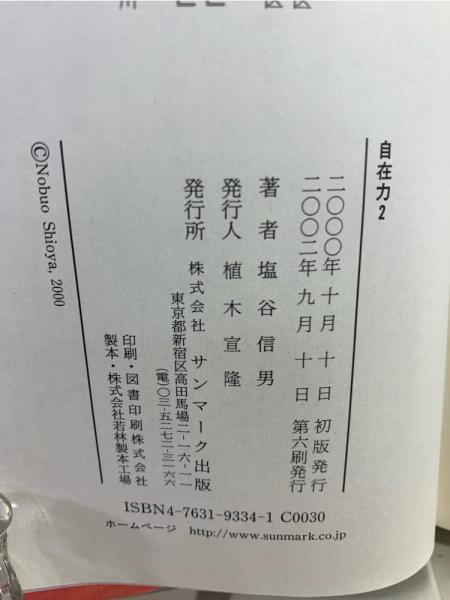 自在力2
二〇〇〇年 十月 十日 初版発行
二〇〇二年 九月 十日 第六刷発行
著 者 塩谷信男
発行人 植木宣隆
発行所 株式会社 サンマーク出版
東京都新宿区高田馬場二-一六-一一
(電)〇三-五二七二-三一六六
印刷・図書印刷株式会社
製本・株式会社若林製本工場
©Nobuo Shioya, 2000
ISBN4-7631-9334-1 C0030
ホームページ http://www.sunmark.co.jp